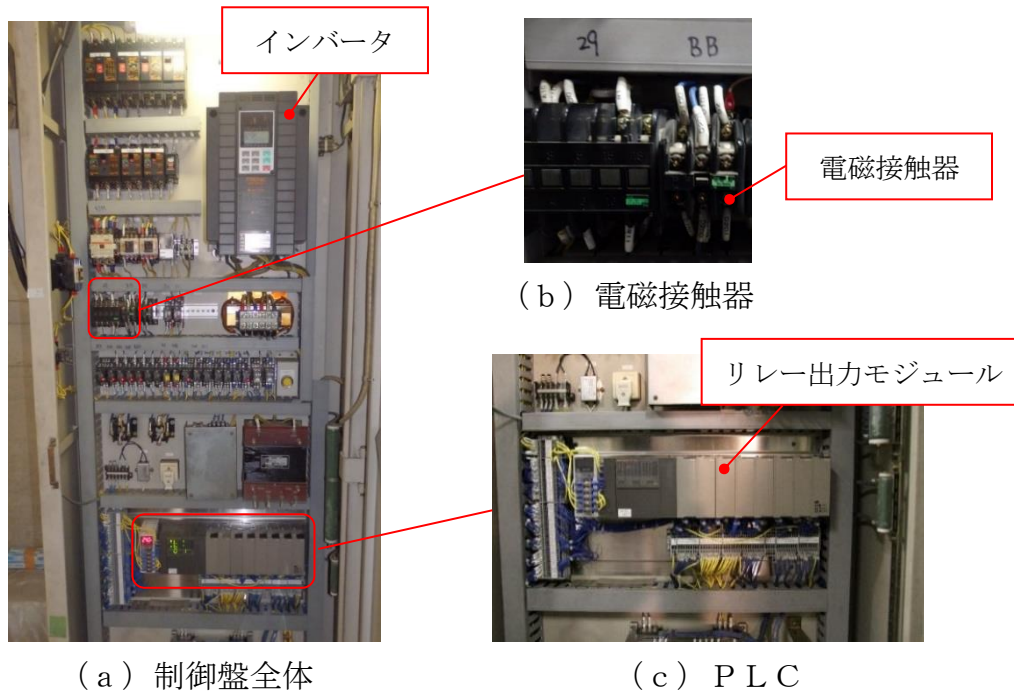 インバータ
29 BB
電磁接触器
(b)電磁接触器
リレー出力モジュール
(a)制御盤全体
(c)PLC